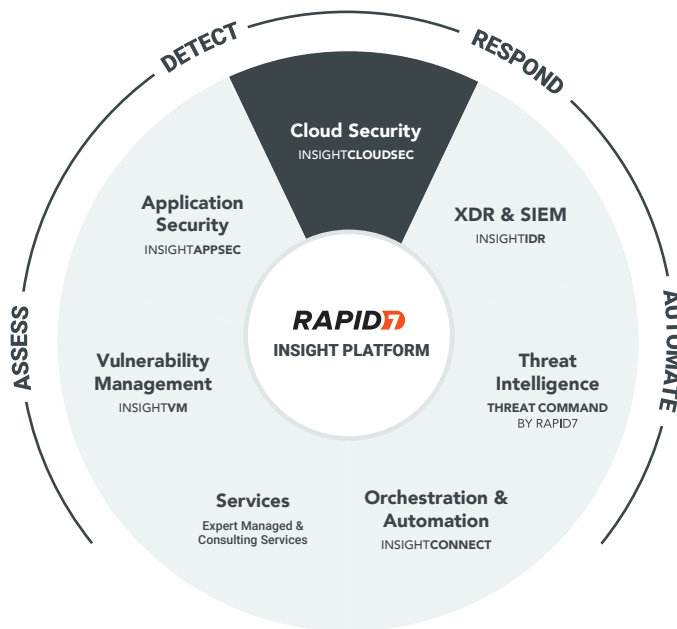 DETECT
RESPOND
ASSESS
AUTOMATE
Cloud Security
INSIGHTCLOUDSEC
Application
Security
INSIGHTAPPSEC
XDR & SIEM
INSIGHTIDR
RAPID7
INSIGHT PLATFORM
Vulnerability
Management
INSIGHTVM
Threat
Intelligence
THREAT COMMAND
BY RAPID7
Services
Expert Managed &
Consulting Services
Orchestration &
Automation
INSIGHTCONNECT